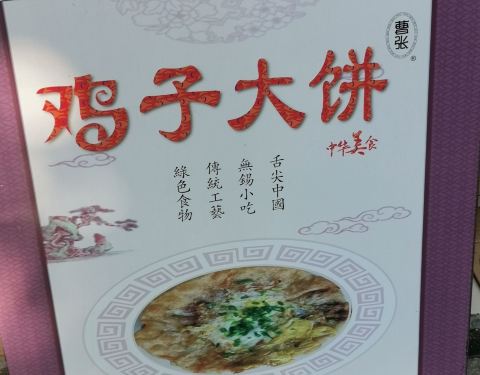 曹张
®
鸡子大饼
中华美食
舌尖中國
無錫小吃
傳統工藝
綠色食物